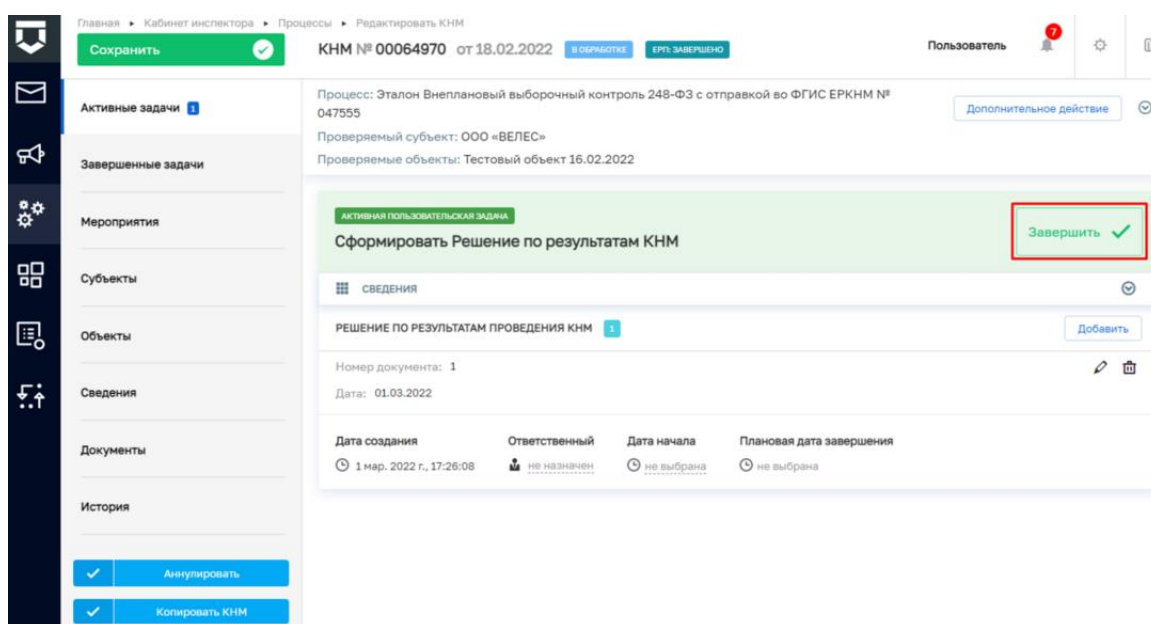 Главная ▸ Кабинет инспектора ▸ Процессы ▸ Редактировать КНМ
Сохранить
КНМ № 00064970 от 18.02.2022 В ОБРАБОТКЕ ЕРП: ЗАВЕРШЕНО
Пользователь
7
Активные задачи 1
Завершенные задачи
Мероприятия
Субъекты
Объекты
Сведения
Документы
История
Аннулировать
Копировать КНМ
Процесс: Эталон Внеплановый выборочный контроль 248-ФЗ с отправкой во ФГИС ЕРКНМ №
047555
Проверяемый субъект: ООО «ВЕЛЕС»
Проверяемые объекты: Тестовый объект 16.02.2022
Дополнительное действие
АКТИВНАЯ ПОЛЬЗОВАТЕЛЬСКАЯ ЗАДАЧА
Сформировать Решение по результатам КНМ
Завершить
СВЕДЕНИЯ
РЕШЕНИЕ ПО РЕЗУЛЬТАТАМ ПРОВЕДЕНИЯ КНМ 1
Добавить
Номер документа: 1
Дата: 01.03.2022
Дата создания Ответственный Дата начала Плановая дата завершения
1 мар. 2022 г., 17:26:08 не назначен не выбрана не выбрана